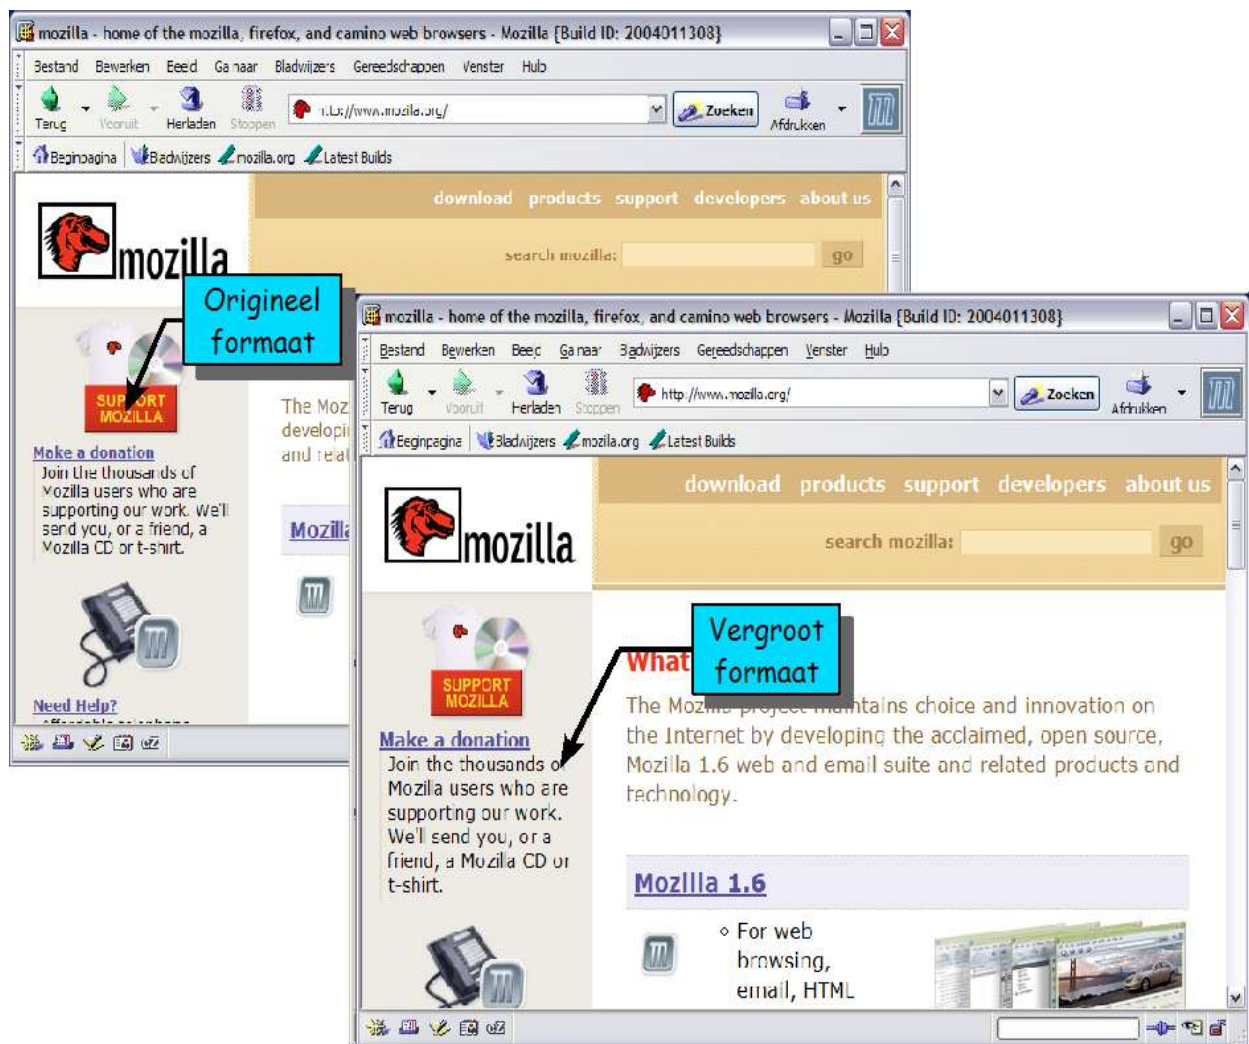 mozilla - home of the mozilla, firefox, and camino web browsers - Mozilla {Build ID: 2004011308}
Bestand Bewerken Beeld Ga naar Bladwijzers Gereedschappen Venster Hulp
Terug Vooruit Herladen Stoppen http://www.mozilla.org/ Zoeken Afdrukken
Beginpagina Bladwijzers mozilla.org Latest Builds
download products support developers about us
mozilla
search mozilla: go
Origineel
formaat
SUPPORT
MOZILLA
The Moz
developi
and relat
Make a donation
Join the thousands of
Mozilla users who are
supporting our work. We'll
send you, or a friend, a
Mozilla CD or t-shirt.
Mozilla
Need Help?
mozilla - home of the mozilla, firefox, and camino web browsers - Mozilla {Build ID: 2004011308}
Bestand Bewerken Beeld Ga naar Bladwijzers Gereedschappen Venster Hulp
Terug Vooruit Herladen Stoppen http://www.mozilla.org/ Zoeken Afdrukken
Beginpagina Bladwijzers mozilla.org Latest Builds
download products support developers about us
mozilla
search mozilla: go
Vergroot
formaat
SUPPORT
MOZILLA
What
The Mozilla project maintains choice and innovation on
the Internet by developing the acclaimed, open source,
Mozilla 1.6 web and email suite and related products and
technology.
Make a donation
Join the thousands of
Mozilla users who are
supporting our work.
We'll send you, or a
friend, a Mozilla CD or
t-shirt.
Mozilla 1.6
For web
browsing,
email, HTML